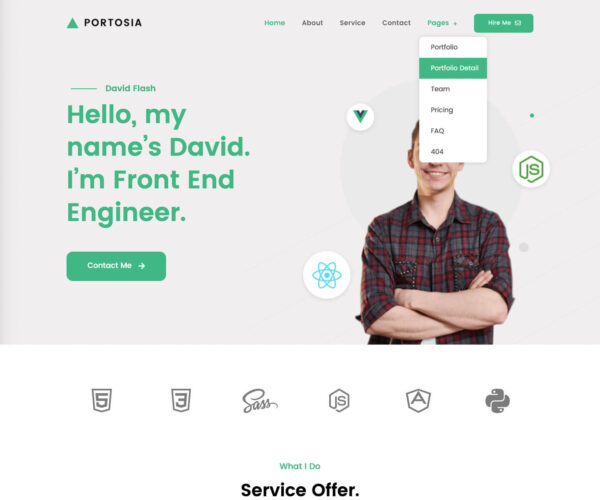 PORTOSIA
Home
About
Service
Contact
Pages +
Hire Me
Portfolio
Portfolio Detail
Team
Pricing
FAQ
404
David Flash
Hello, my
name's David.
I'm Front End
Engineer.
Contact Me
JS
5
3
Sass
JS
A
What I Do
Service Offer.